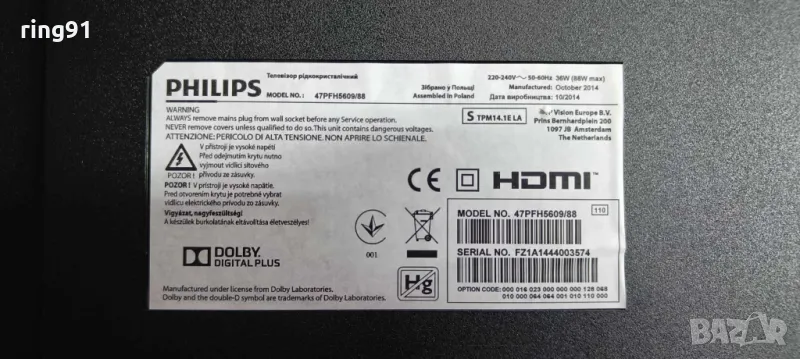 ring91
PHILIPS
Телевізор рідкокристалічний
MODEL NO.: 47PFH5609/88
Зібрано у Польщі
Assembled in Poland
220-240V~ 50-60Hz 36W (88W max)
Manufactured: October 2014
Дата виробництва: 10/2014
WARNING
ALWAYS remove mains plug from wall socket before any Service operation.
NEVER remove covers unless qualified to do so. This unit contains dangerous voltages.
ATTENZIONE: PERICOLO DI ALTA TENSIONE. NON APRIRE LO SCHIENALE.
S TPM14.1E LA
Vision Europe B.V.
Prins Bernhardplein 200
1097 JB Amsterdam
The Netherlands
V přístroji je vysoké napětí
Před odejmutím krytu nutno
vyjmout vidlici síťového
přívodu ze zásuvky.
POZOR!
POZOR! V prístroji je vysoké napätie.
Pred otvorením krytu je potrebné vybrat
vidlicu elektrického prívodu zo zásuvky.
Vigyázat, nagyfeszültség!
A készülek burkolatának eltávolítása életveszélyes!
001
CE
HDMI™
MODEL NO. 47PFH5609/88
110
SERIAL NO. FZ1A1444003574
DOLBY
DIGITAL PLUS
Hg
Manufactured under license from Dolby Laboratories.
Dolby and the double-D symbol are trademarks of Dolby Laboratories.
OPTION CODE: 000 016 023 000 000 000 000 128 068
010 000 064 064 001 010 110 000
БАZАР